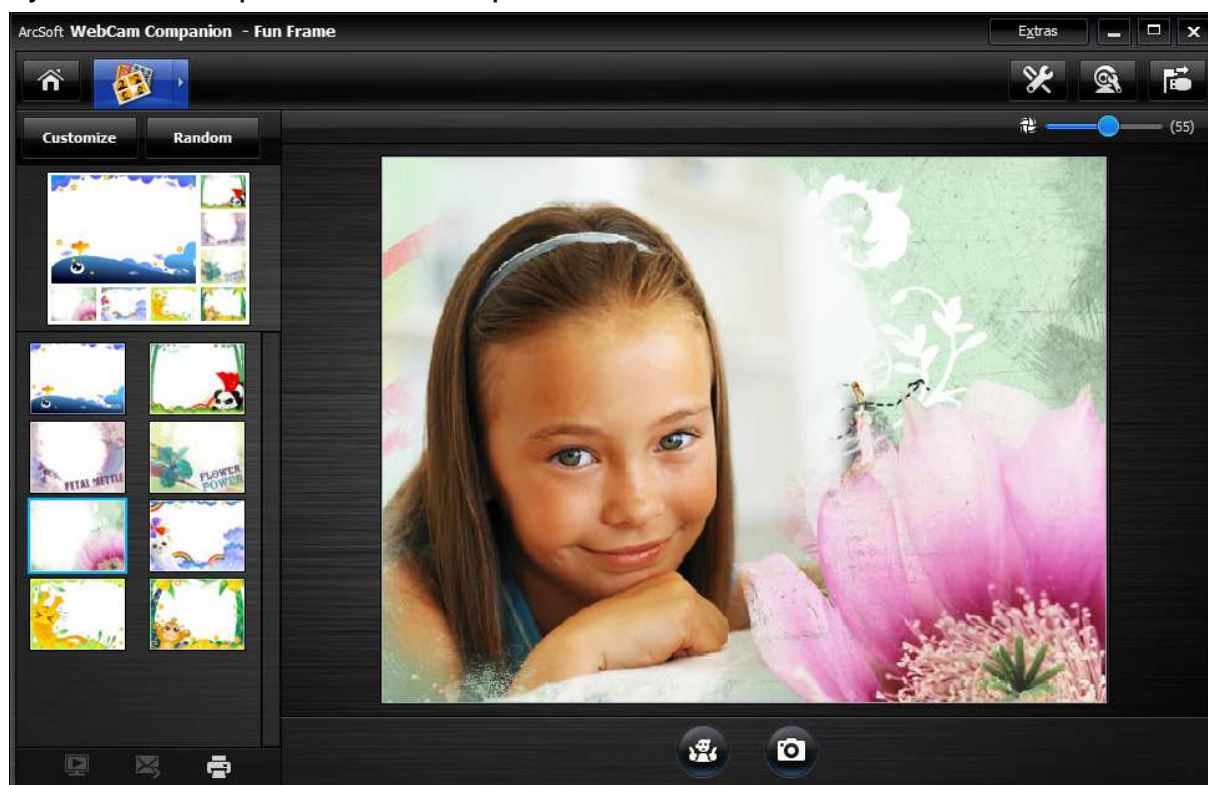 ArcSoft WebCam Companion - Fun Frame
Extras
(55)
Customize
Random
PETAL METTLE
FLOWER
POWER